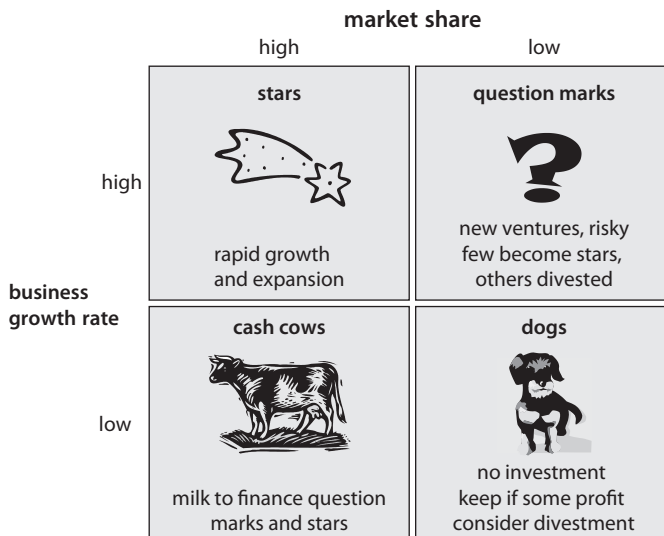 market share
high
low
stars
question marks
high
rapid growth
and expansion
new ventures, risky
few become stars,
others divested
business
growth rate
cash cows
dogs
low
milk to finance question
marks and stars
no investment
keep if some profit
consider divestment